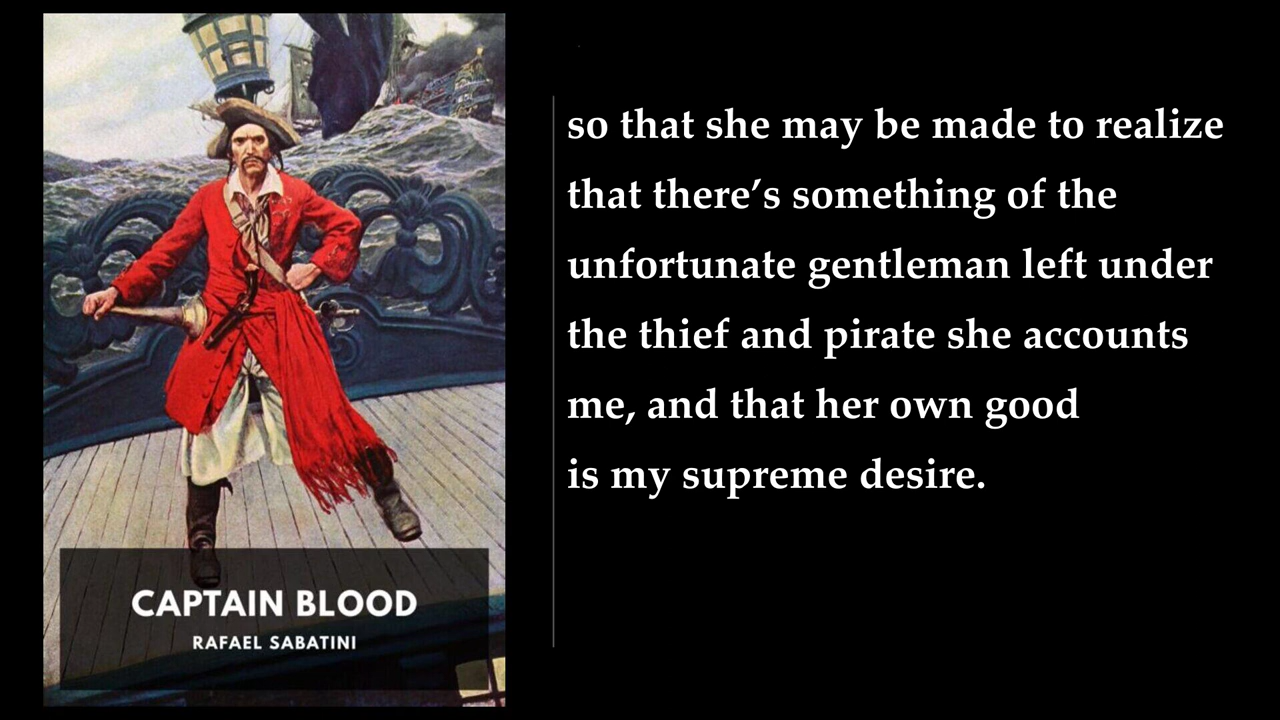 so that she may be made to realize
that there’s something of the
unfortunate gentleman left under
the thief and pirate she accounts
me, and that her own good
is my supreme desire.
CAPTAIN BLOOD
RAFAEL SABATINI